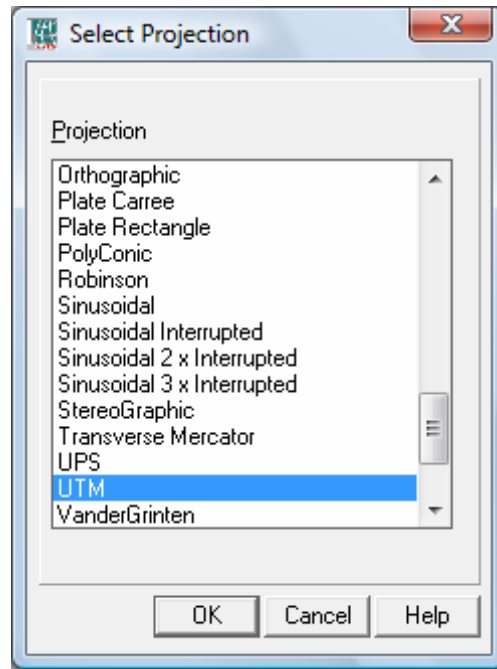 Select Projection
Projection
Orthographic
Plate Carree
Plate Rectangle
PolyConic
Robinson
Sinusoidal
Sinusoidal Interrupted
Sinusoidal 2 x Interrupted
Sinusoidal 3 x Interrupted
StereoGraphic
Transverse Mercator
UPS
UTM
VanderGrinten
OK Cancel Help